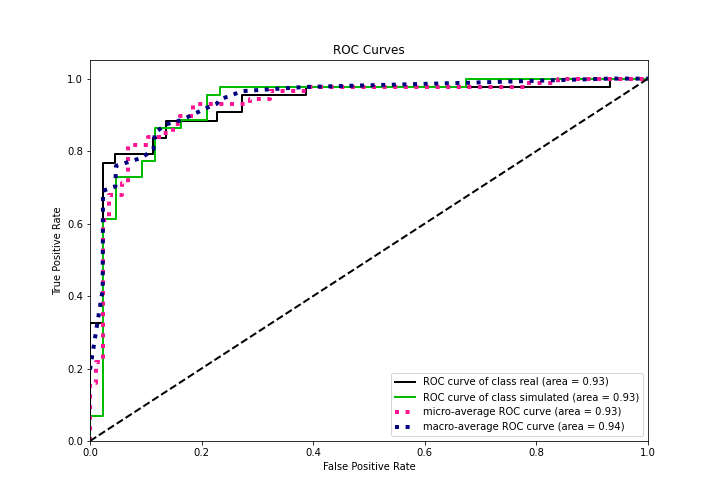 ROC Curves
1.0
0.8
0.6
0.4
0.2
0.0
True Positive Rate
0.0 0.2 0.4 0.6 0.8 1.0
False Positive Rate
ROC curve of class real (area = 0.93)
ROC curve of class simulated (area = 0.93)
micro-average ROC curve (area = 0.93)
macro-average ROC curve (area = 0.94)